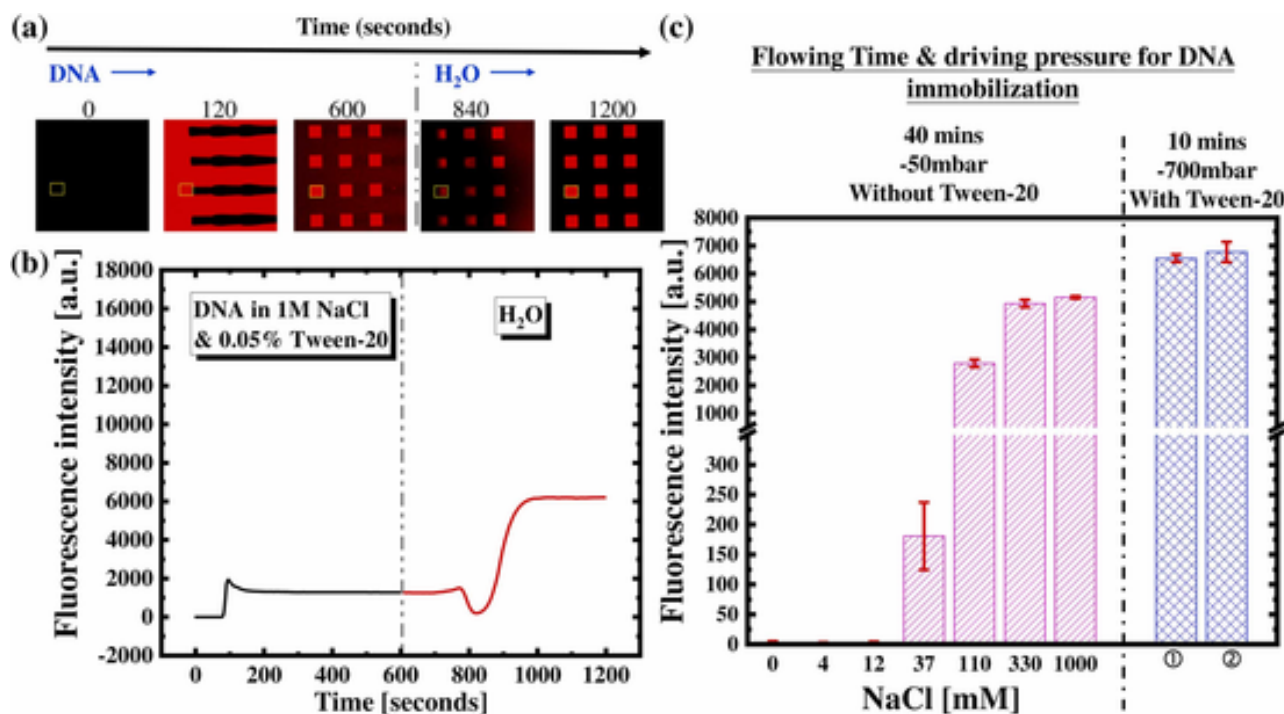 (a)
Time (seconds)
DNA
H₂O
0
120
600
840
1200
(b)
Fluorescence intensity [a.u.]
18000
16000
14000
12000
10000
8000
6000
4000
2000
0
-2000
DNA in 1M NaCl
& 0.05% Tween-20
H₂O
0 200 400 600 800 1000 1200
Time [seconds]
(c)
Flowing Time & driving pressure for DNA
immobilization
40 mins
-50mbar
Without Tween-20
10 mins
-700mbar
With Tween-20
Fluorescence intensity [a.u.]
8000
7000
6000
5000
4000
3000
2000
1000
300
250
200
150
100
50
0
0 4 12 37 110 330 1000 ① ②
NaCl [mM]